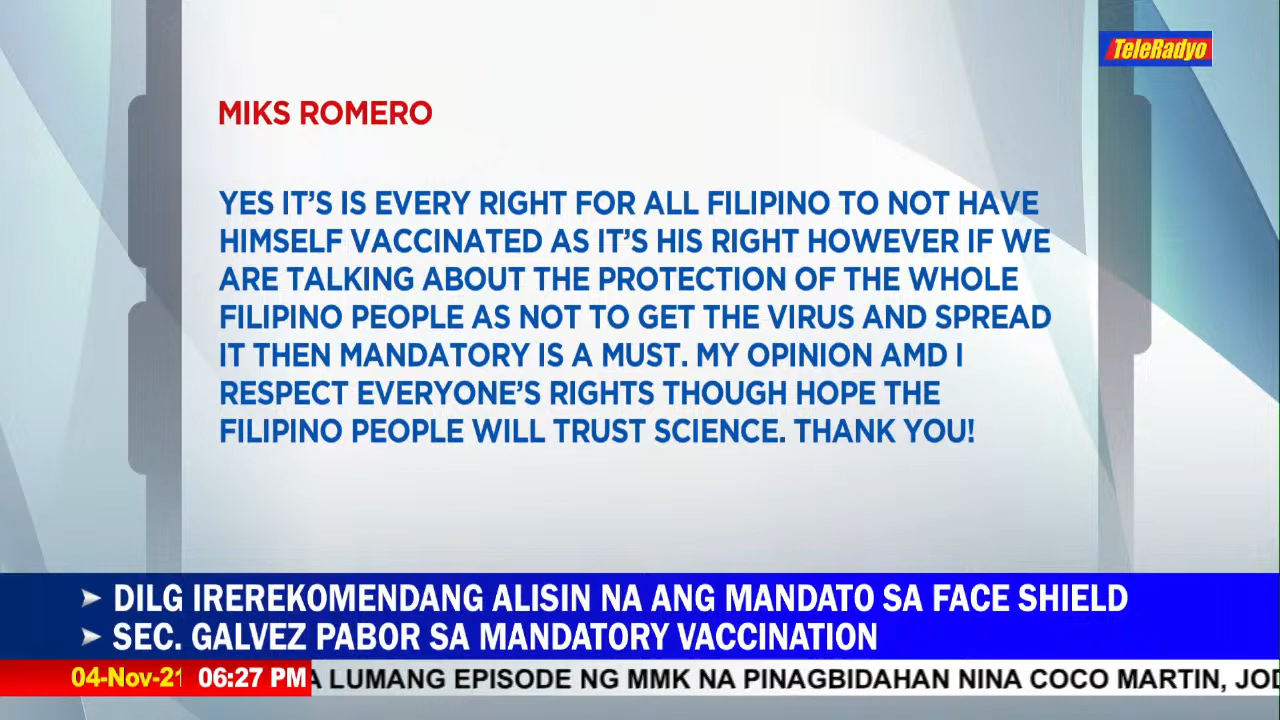 TeleRadyo
MIKS ROMERO
YES IT'S IS EVERY RIGHT FOR ALL FILIPINO TO NOT HAVE
HIMSELF VACCINATED AS IT'S HIS RIGHT HOWEVER IF WE
ARE TALKING ABOUT THE PROTECTION OF THE WHOLE
FILIPINO PEOPLE AS NOT TO GET THE VIRUS AND SPREAD
IT THEN MANDATORY IS A MUST. MY OPINION AMD I
RESPECT EVERYONE'S RIGHTS THOUGH HOPE THE
FILIPINO PEOPLE WILL TRUST SCIENCE. THANK YOU!
➢ DILG IREREKOMENDANG ALISIN NA ANG MANDATO SA FACE SHIELD
➢ SEC. GALVEZ PABOR SA MANDATORY VACCINATION
04-Nov-21 06:27 PM LUMANG EPISODE NG MMK NA PINAGBIDAHAN NINA COCO MARTIN,